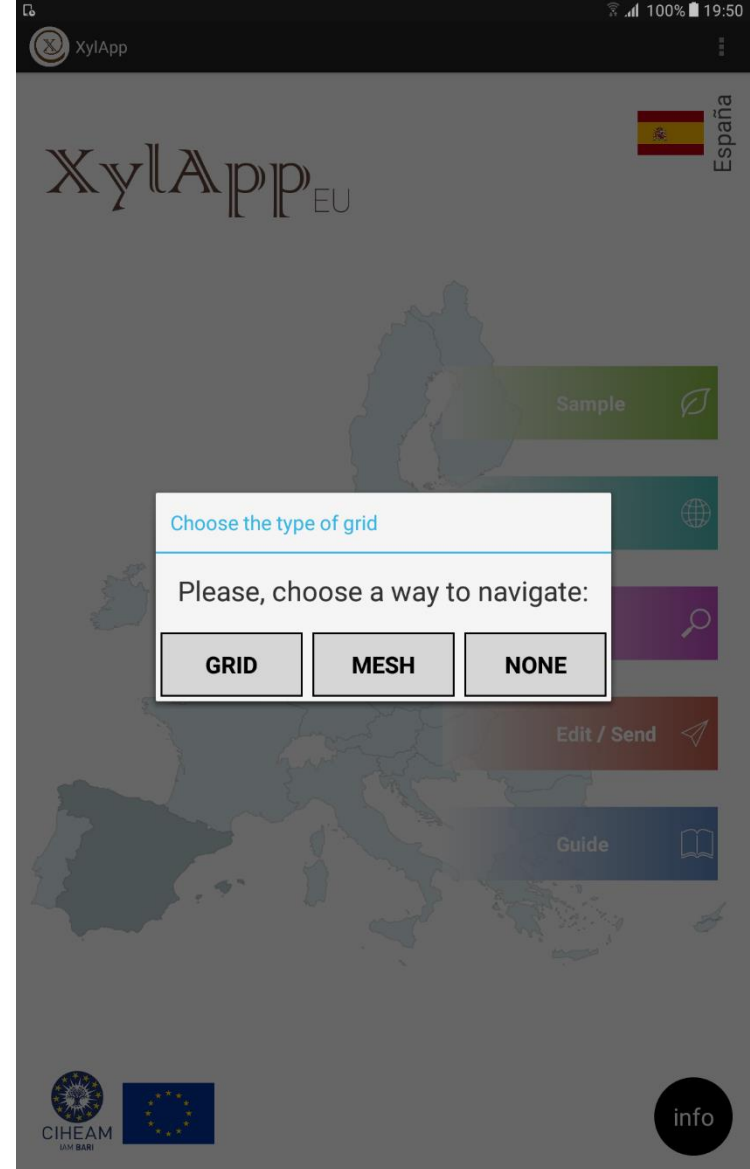 100% 19:50
XylApp
España
XylApp EU
Sample
Choose the type of grid
Please, choose a way to navigate:
GRID MESH NONE
Edit / Send
Guide
CIHEAM
IAM BARI
info